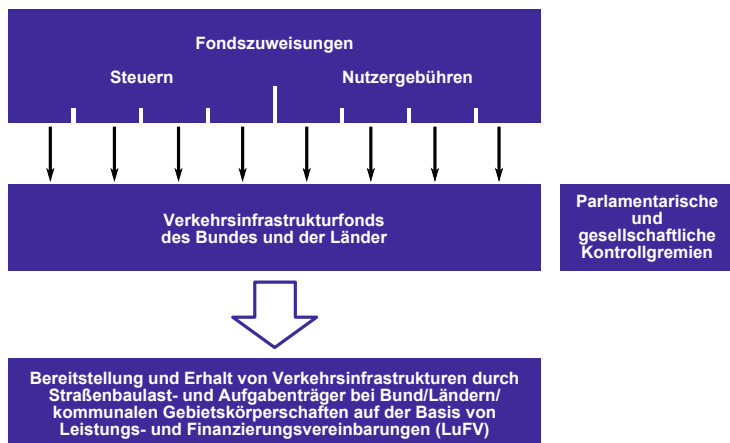 Fondszuweisungen
Steuern
Nutzergebühren
Verkehrsinfrastrukturfonds
des Bundes und der Länder
Parlamentarische
und
gesellschaftliche
Kontrollgremien
Bereitstellung und Erhalt von Verkehrsinfrastrukturen durch
Straßenbaulast- und Aufgabenträger bei Bund/Ländern/
kommunalen Gebietskörperschaften auf der Basis von
Leistungs- und Finanzierungsvereinbarungen (LuFV)